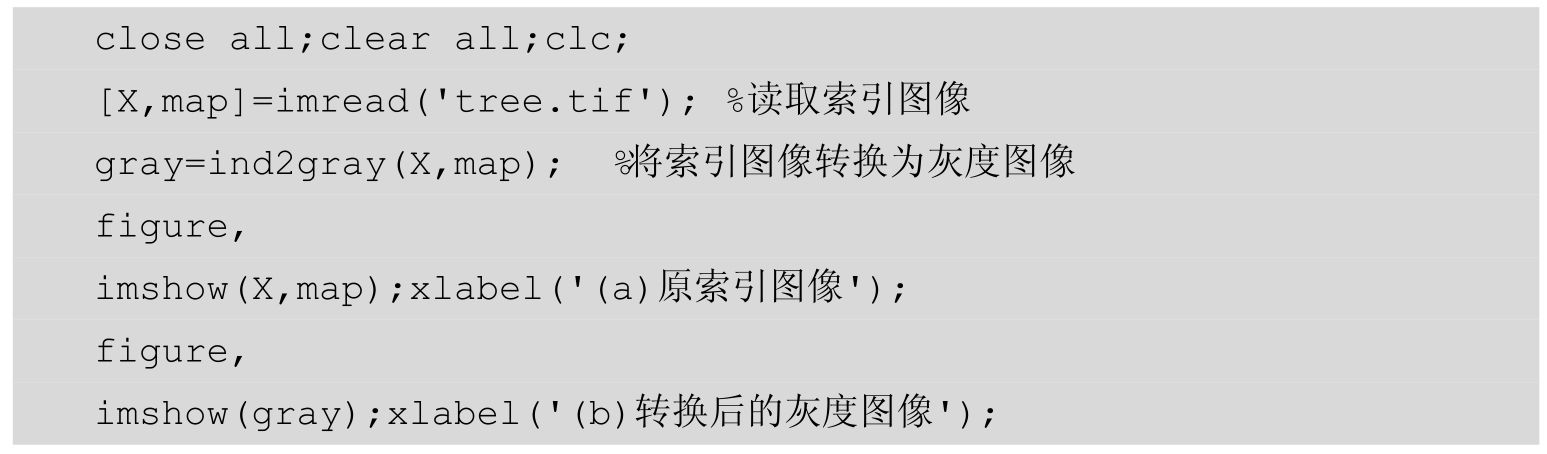 close all;clear all;clc;
[X,map]=imread('tree.tif'); %读取索引图像
gray=ind2gray(X,map);  %将索引图像转换为灰度图像
figure,
imshow(X,map);xlabel('(a)原索引图像');
figure,
imshow(gray);xlabel('(b)转换后的灰度图像');